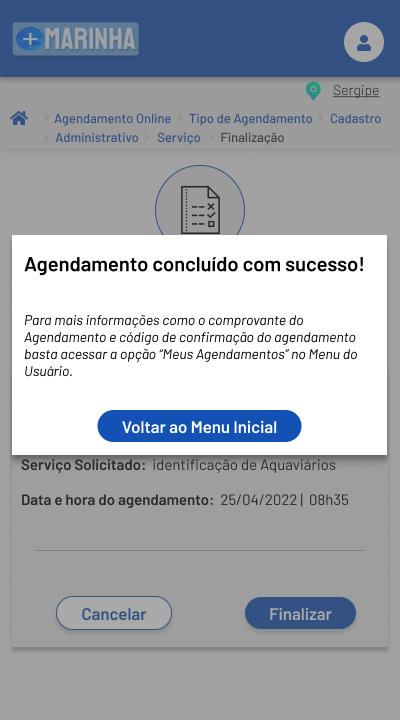 MARINHA
Sergipe
Agendamento Online Tipo de Agendamento Cadastro
Administrativo Serviço Finalização
Agendamento concluído com sucesso!
Para mais informações como o comprovante do
Agendamento e código de confirmação do agendamento
basta acessar a opção “Meus Agendamentos” no Menu do
Usuário.
Voltar ao Menu Inicial
Serviço Solicitado: identificação de Aquaviários
Data e hora do agendamento: 25/04/2022 | 08h35
Cancelar Finalizar